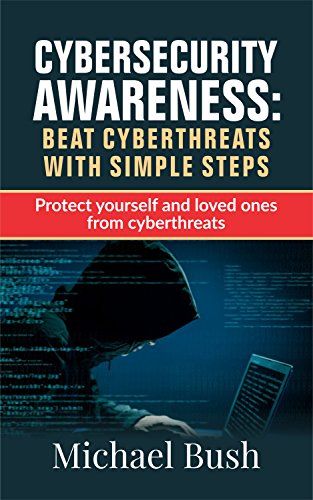 CYBERSECURITY
AWARENESS:
BEAT CYBERTHREATS
WITH SIMPLE STEPS
Protect yourself and loved ones
from cyberthreats
Michael Bush